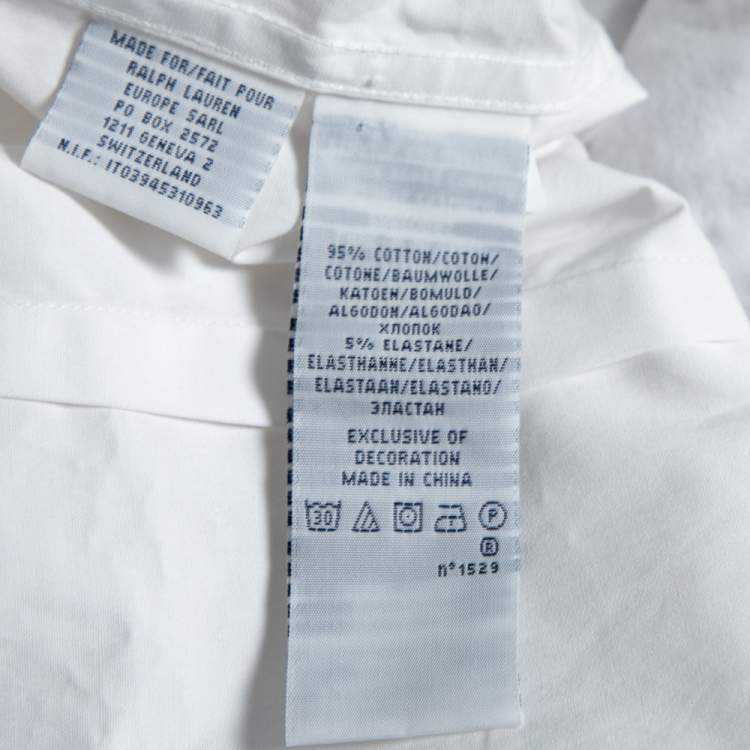 MADE FOR/FAIT POUR
RALPH LAUREN
EUROPE SARL
PO BOX 2572
1211 GENEVA 2
SWITZERLAND
N.I.F.: IT03945310963
95% COTTON/COTON/
COTONE/BAUMWOLLE/
KATOEN/BOMULD/
ALGODON/ALGODAO/
ХЛОПОК
5% ELASTANE/
ELASTHANNE/ELASTHAN/
ELASTAAN/ELASTANO/
ЭЛАСТАН
EXCLUSIVE OF
DECORATION
MADE IN CHINA
30 P
®
n°1529